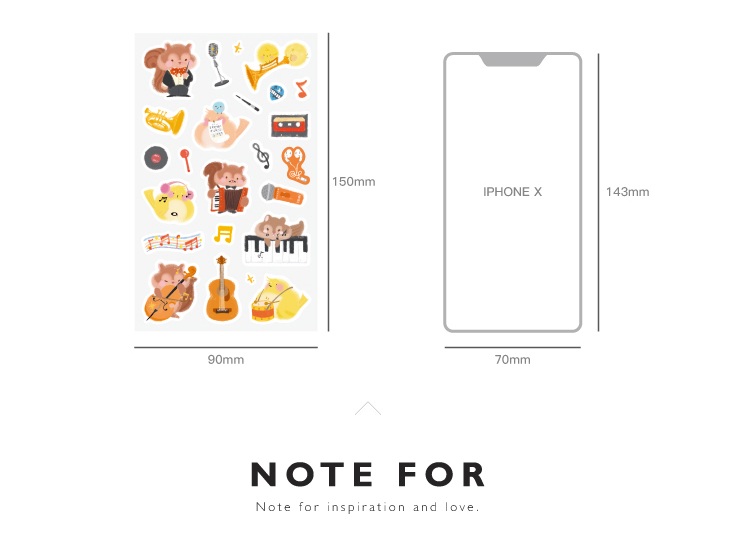 150mm
90mm
IPHONE X
143mm
70mm
NOTE FOR
Note for inspiration and love.